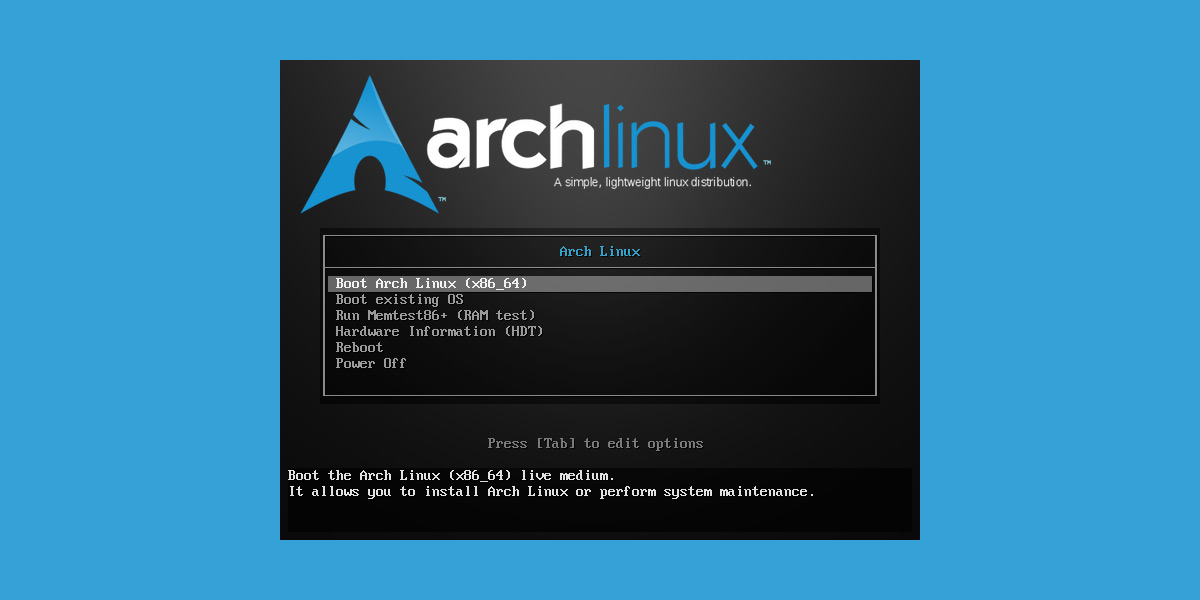 archlinux ™
A simple, lightweight linux distribution.
™
Arch Linux
Boot Arch Linux (x86_64)
Boot existing OS
Run Memtest86+ (RAM test)
Hardware Information (HDT)
Reboot
Power Off
Press [Tab] to edit options
Boot the Arch Linux (x86_64) live medium.
It allows you to install Arch Linux or perform system maintenance.